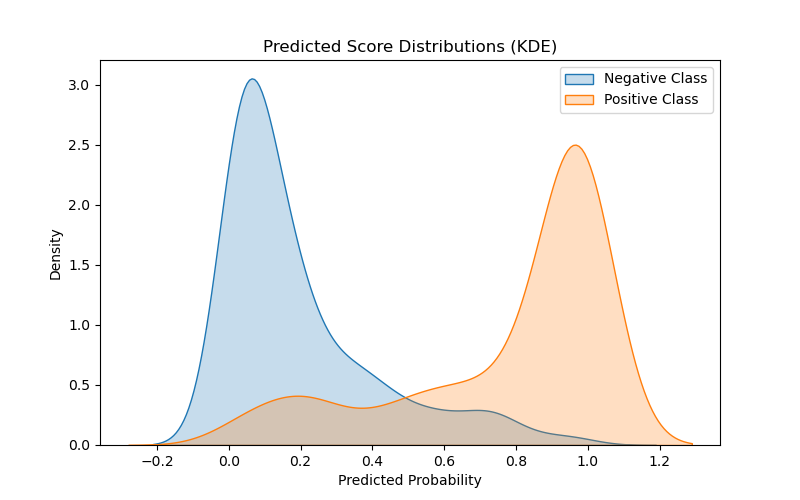 Predicted Score Distributions (KDE)
Negative Class
Positive Class
3.0
2.5
2.0
1.5
1.0
0.5
0.0
Density
−0.2 0.0 0.2 0.4 0.6 0.8 1.0 1.2
Predicted Probability